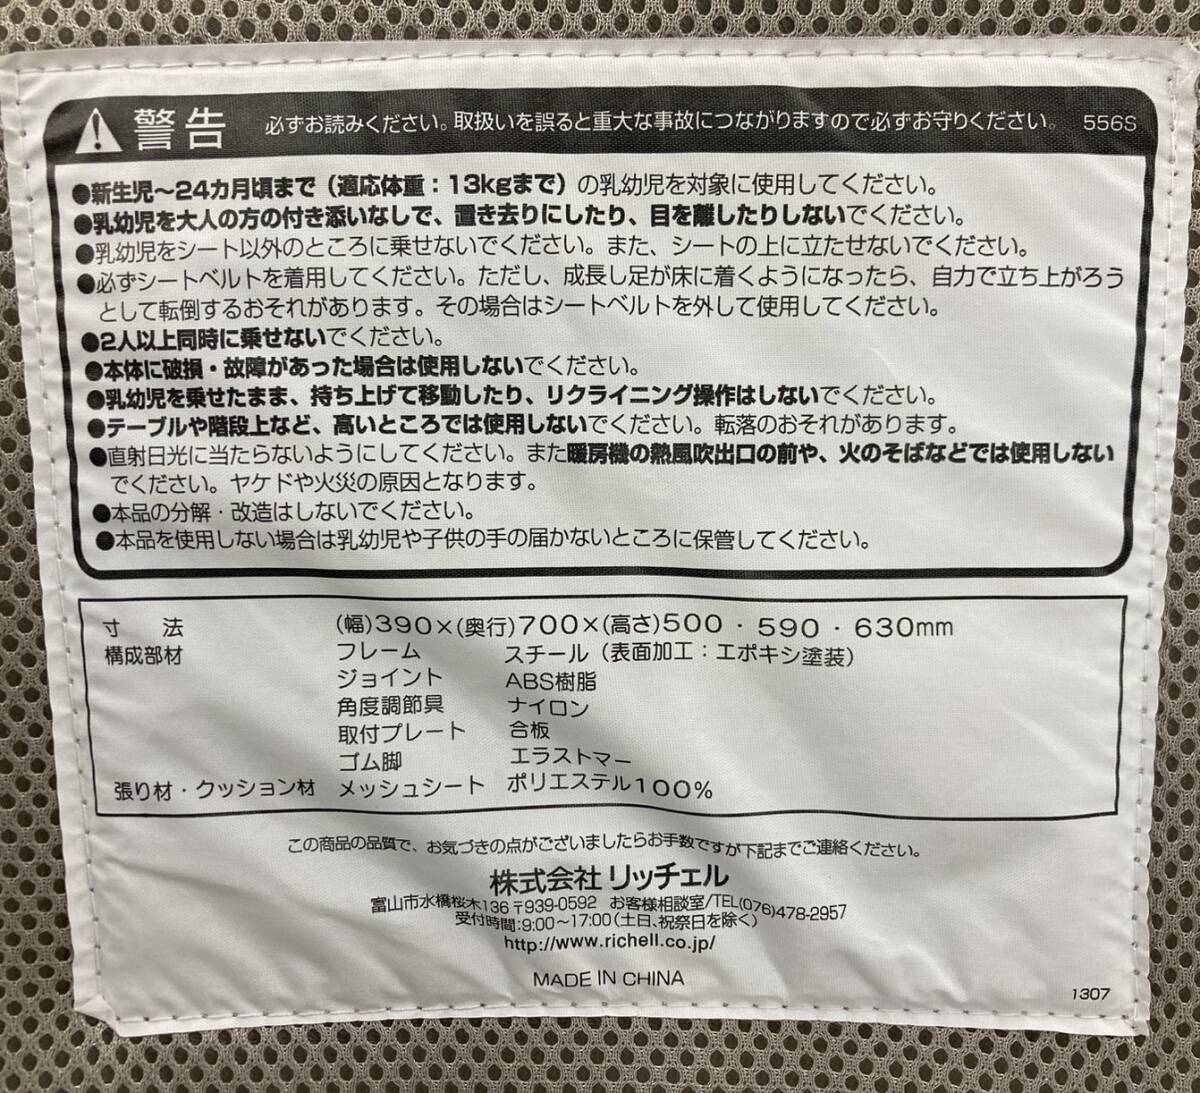 警告 必ずお読みください。取扱いを誤ると重大な事故につながりますので必ずお守りください。 556S
●新生児～24カ月頃まで（適応体重：13kgまで）の乳幼児を対象に使用してください。
●乳幼児を大人の方の付き添いなしで、置き去りにしたり、目を離したりしないでください。
●乳幼児をシート以外のところに乗せないでください。また、シートの上に立たせないでください。
●必ずシートベルトを着用してください。ただし、成長し足が床に着くようになったら、自力で立ち上がろう
として転倒するおそれがあります。その場合はシートベルトを外して使用してください。
●2人以上同時に乗せないでください。
●本体に破損・故障があった場合は使用しないでください。
●乳幼児を乗せたまま、持ち上げて移動したり、リクライニング操作はしないでください。
●テーブルや階段上など、高いところでは使用しないでください。転落のおそれがあります。
●直射日光に当たらないようにしてください。また暖房機の熱風吹出口の前や、火のそばなどでは使用しない
でください。ヤケドや火災の原因となります。
●本品の分解・改造はしないでください。
●本品を使用しない場合は乳幼児や子供の手の届かないところに保管してください。
寸 法 (幅)390×(奥行)700×(高さ)500・590・630mm
構成部材 フレーム スチール（表面加工：エポキシ塗装）
ジョイント ABS樹脂
角度調節具 ナイロン
取付プレート 合板
ゴム脚 エラストマー
張り材・クッション材 メッシュシート ポリエステル100%
この商品の品質で、お気づきの点がございましたらお手数ですが下記までご連絡ください。
株式会社 リッチェル
富山市水橋桜木136 〒939-0592 お客様相談室/TEL(076)478-2957
受付時間:9:00～17:00(土日、祝祭日を除く)
http://www.richell.co.jp/
MADE IN CHINA
1307